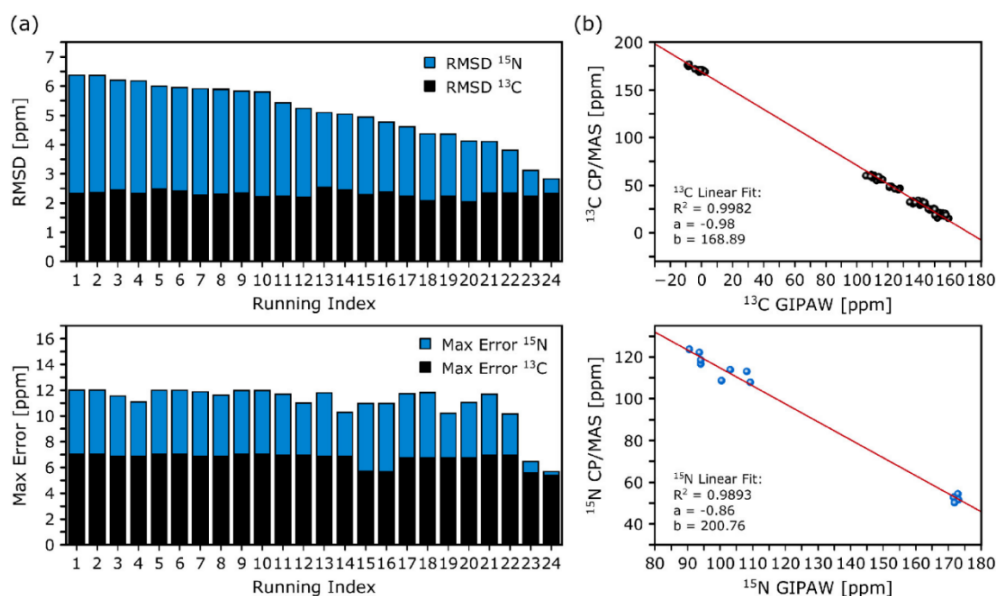 (a)
7
6
5
4
3
2
1
0
RMSD [ppm]
RMSD ¹⁵N
RMSD ¹³C
1 2 3 4 5 6 7 8 9 10 11 12 13 14 15 16 17 18 19 20 21 22 23 24
Running Index
16
14
12
10
8
6
4
2
0
Max Error [ppm]
Max Error ¹⁵N
Max Error ¹³C
1 2 3 4 5 6 7 8 9 10 11 12 13 14 15 16 17 18 19 20 21 22 23 24
Running Index
(b)
200
150
100
50
0
¹³C CP/MAS [ppm]
¹³C Linear Fit:
R² = 0.9982
a = -0.98
b = 168.89
−20 0 20 40 60 80 100 120 140 160 180
¹³C GIPAW [ppm]
120
100
80
60
40
¹⁵N CP/MAS [ppm]
¹⁵N Linear Fit:
R² = 0.9893
a = -0.86
b = 200.76
80 90 100 110 120 130 140 150 160 170 180
¹⁵N GIPAW [ppm]